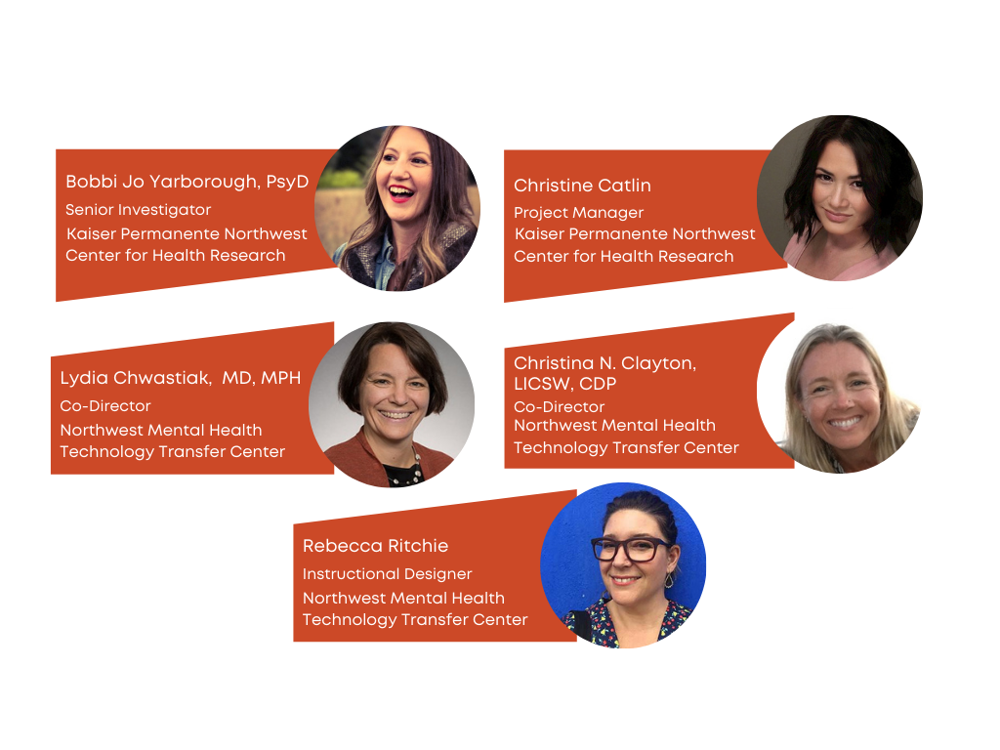 Bobbi Jo Yarborough, PsyD
Senior Investigator
Kaiser Permanente Northwest
Center for Health Research
Christine Catlin
Project Manager
Kaiser Permanente Northwest
Center for Health Research
Lydia Chwastiak, MD, MPH
Co-Director
Northwest Mental Health
Technology Transfer Center
Christina N. Clayton,
LICSW, CDP
Co-Director
Northwest Mental Health
Technology Transfer Center
Rebecca Ritchie
Instructional Designer
Northwest Mental Health
Technology Transfer Center